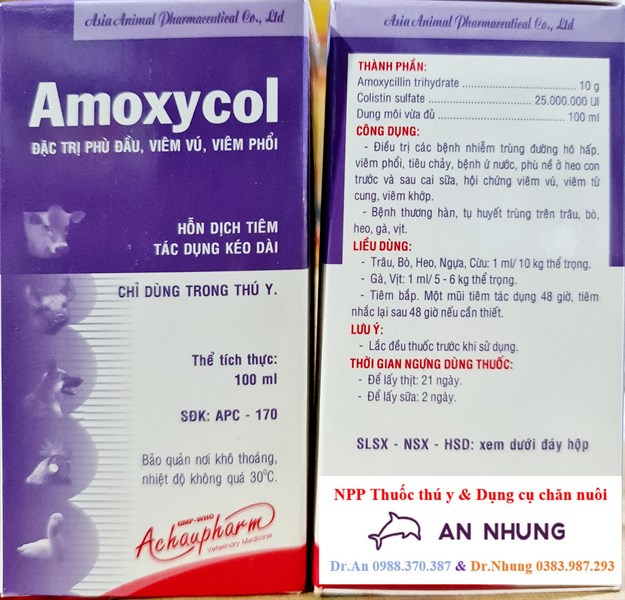 Asia Animal Pharmaceutical Co., Ltd
Amoxycol
ĐẶC TRỊ PHÙ ĐẦU, VIÊM VÚ, VIÊM PHỔI
HỖN DỊCH TIÊM
TÁC DỤNG KÉO DÀI
CHỈ DÙNG TRONG THÚ Y.
Thể tích thực:
100 ml
SĐK: APC - 170
Bảo quản nơi khô thoáng,
nhiệt độ không quá 30⁰C.
GMP-WHO
Achaupharm
Veterinary Medicine
Asia Animal Pharmaceutical Co., Ltd
THÀNH PHẦN:
Amoxycillin trihydrate ........................ 10 g
Colistin sulfate ........................ 25.000.000 UI
Dung môi vừa đủ ........................ 100 ml
CÔNG DỤNG:
- Điều trị các bệnh nhiễm trùng đường hô hấp,
viêm phổi, tiêu chảy, bệnh ứ nước, phù nề ở heo con
trước và sau cai sữa, hội chứng viêm vú, viêm tử
cung, viêm khớp.
- Bệnh thương hàn, tụ huyết trùng trên trâu, bò,
heo, gà, vịt.
LIỀU DÙNG:
- Trâu, Bò, Heo, Ngựa, Cừu: 1 ml/ 10 kg thể trọng.
- Gà, Vịt: 1 ml/ 5 - 6 kg thể trọng.
- Tiêm bắp. Một mũi tiêm tác dụng 48 giờ, tiêm
nhắc lại sau 48 giờ nếu cần thiết.
LƯU Ý:
- Lắc đều thuốc trước khi sử dụng.
THỜI GIAN NGƯNG DÙNG THUỐC:
- Để lấy thịt: 21 ngày.
- Để lấy sữa: 2 ngày.
SLSX - NSX - HSD: xem dưới đáy hộp
NPP Thuốc thú y & Dụng cụ chăn nuôi
AN NHUNG
Dr.An 0988.370.387 & Dr.Nhung 0383.987.293